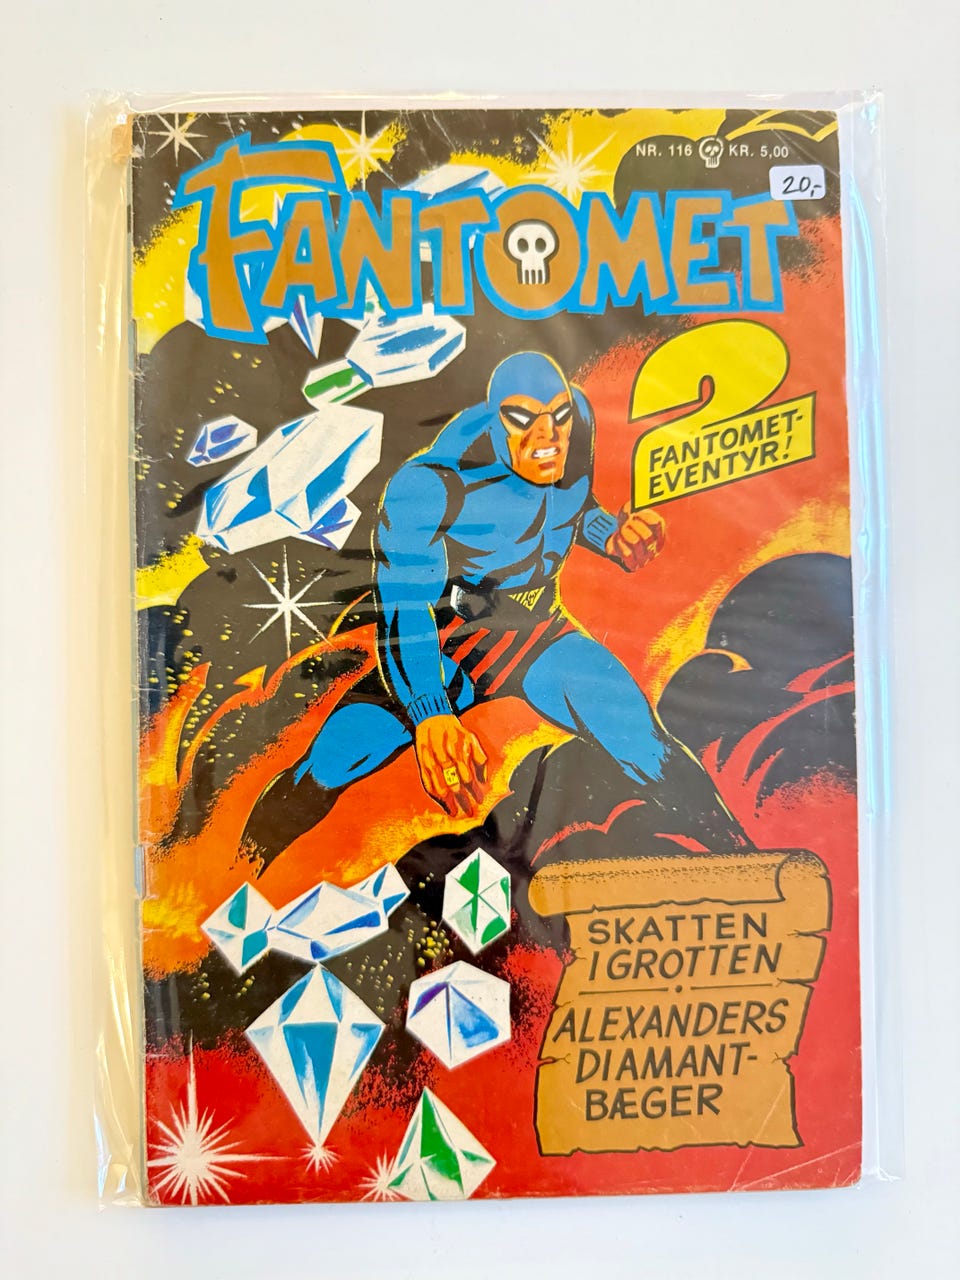 NR. 116 KR. 5,00
20,-
FANTOMET
2
FANTOMET-
EVENTYR!
SKATTEN
I GROTTEN
ALEXANDERS
DIAMANT-
BÆGER